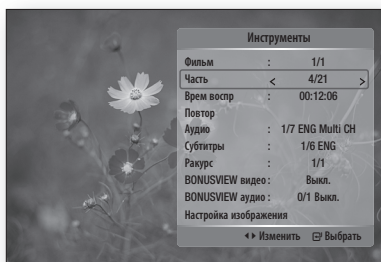 Инструменты
Фильм : 1/1
Часть < 4/21 >
Врем воспр : 00:12:06
Повтор
Аудио : 1/7 ENG Multi CH
Субтитры : 1/6 ENG
Ракурс : 1/1
BONUSVIEW видео : Выкл.
BONUSVIEW аудио : 0/1 Выкл.
Настройка изображения
Изменить Выбрать